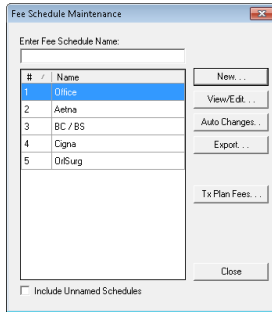 Fee Schedule Maintenance
Enter Fee Schedule Name:
# / Name
1 Office
2 Aetna
3 BC / BS
4 Cigna
5 OrlSurg
New. . .
View/Edit. . .
Auto Changes. .
Export. . .
Tx Plan Fees. . .
Close
Include Unnamed Schedules